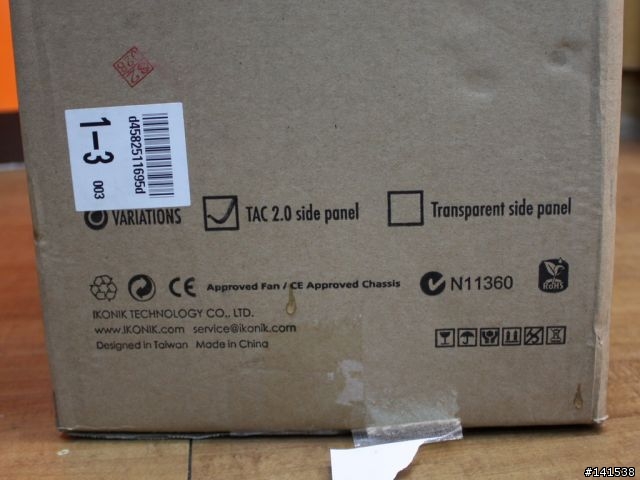 1-3 003
d4582511695d
VARIATIONS TAC 2.0 side panel Transparent side panel
CE Approved Fan / CE Approved Chassis N11360 RoHS
IKONIK TECHNOLOGY CO., LTD.
www.IKONIK.com service@ikonik.com
Designed in Taiwan Made in China
#141538